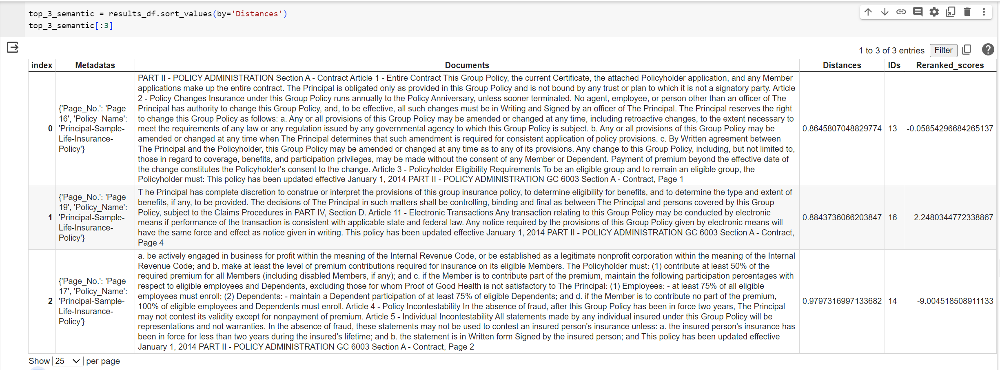 top_3_semantic = results_df.sort_values(by='Distances')
top_3_semantic[:3]
1 to 3 of 3 entries Filter
index Metadatas Documents Distances IDs Reranked_scores
0
{'Page_No.': 'Page
16', 'Policy_Name':
'Principal-Sample-
Life-Insurance-
Policy'}
PART II - POLICY ADMINISTRATION Section A - Contract Article 1 - Entire Contract This Group Policy, the current Certificate, the attached Policyholder application, and any Member
applications make up the entire contract. The Principal is obligated only as provided in this Group Policy and is not bound by any trust or plan to which it is not a signatory party. Article
2 - Policy Changes Insurance under this Group Policy runs annually to the Policy Anniversary, unless sooner terminated. No agent, employee, or person other than an officer of The
Principal has authority to change this Group Policy, and, to be effective, all such changes must be in Writing and Signed by an officer of The Principal. The Principal reserves the right
to change this Group Policy as follows: a. Any or all provisions of this Group Policy may be amended or changed at any time, including retroactive changes, to the extent necessary to
meet the requirements of any law or any regulation issued by any governmental agency to which this Group Policy is subject. b. Any or all provisions of this Group Policy may be
amended or changed at any time when The Principal determines that such amendment is required for consistent application of policy provisions. c. By Written agreement between
The Principal and the Policyholder, this Group Policy may be amended or changed at any time as to any of its provisions. Any change to this Group Policy, including, but not limited to,
those in regard to coverage, benefits, and participation privileges, may be made without the consent of any Member or Dependent. Payment of premium beyond the effective date of
the change constitutes the Policyholder's consent to the change. Article 3 - Policyholder Eligibility Requirements To be an eligible group and to remain an eligible group, the
Policyholder must: This policy has been updated effective January 1, 2014 PART II - POLICY ADMINISTRATION GC 6003 Section A - Contract, Page 1
0.8645807048829774 13 -0.05854296684265137
1
{'Page_No.': 'Page
19', 'Policy_Name':
'Principal-Sample-
Life-Insurance-
Policy'}
T he Principal has complete discretion to construe or interpret the provisions of this group insurance policy, to determine eligibility for benefits, and to determine the type and extent of
benefits, if any, to be provided. The decisions of The Principal in such matters shall be controlling, binding and final as between The Principal and persons covered by this Group
Policy, subject to the Claims Procedures in PART IV, Section D. Article 11 - Electronic Transactions Any transaction relating to this Group Policy may be conducted by electronic
means if performance of the transaction is consistent with applicable state and federal law. Any notice required by the provisions of this Group Policy given by electronic means will
have the same force and effect as notice given in writing. This policy has been updated effective January 1, 2014 PART II - POLICY ADMINISTRATION GC 6003 Section A - Contract,
Page 4
0.8843736066203847 16 2.2480344772338867
2
{'Page_No.': 'Page
17', 'Policy_Name':
'Principal-Sample-
Life-Insurance-
Policy'}
a. be actively engaged in business for profit within the meaning of the Internal Revenue Code, or be established as a legitimate nonprofit corporation within the meaning of the Internal
Revenue Code; and b. make at least the level of premium contributions required for insurance on its eligible Members. The Policyholder must: (1) contribute at least 50% of the
required premium for all Members (including disabled Members, if any); and c. if the Member is to contribute part of the premium, maintain the following participation percentages with
respect to eligible employees and Dependents, excluding those for whom Proof of Good Health is not satisfactory to The Principal: (1) Employees: - at least 75% of all eligible
employees must enroll; (2) Dependents: - maintain a Dependent participation of at least 75% of eligible Dependents; and d. if the Member is to contribute no part of the premium,
100% of eligible employees and Dependents must enroll. Article 4 - Policy Incontestability In the absence of fraud, after this Group Policy has been in force two years, The Principal
may not contest its validity except for nonpayment of premium. Article 5 - Individual Incontestability All statements made by any individual insured under this Group Policy will be
representations and not warranties. In the absence of fraud, these statements may not be used to contest an insured person's insurance unless: a. the insured person's insurance has
been in force for less than two years during the insured's lifetime; and b. the statement is in Written form Signed by the insured person; and This policy has been updated effective
January 1, 2014 PART II - POLICY ADMINISTRATION GC 6003 Section A - Contract, Page 2
0.9797316997133682 14 -9.004518508911133
Show 25 per page